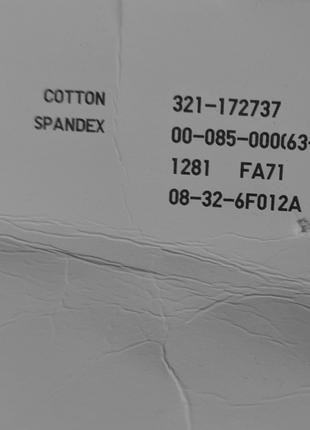 COTTON
SPANDEX
321-172737
00-085-000(63-
1281 FA71
08-32-6F012A